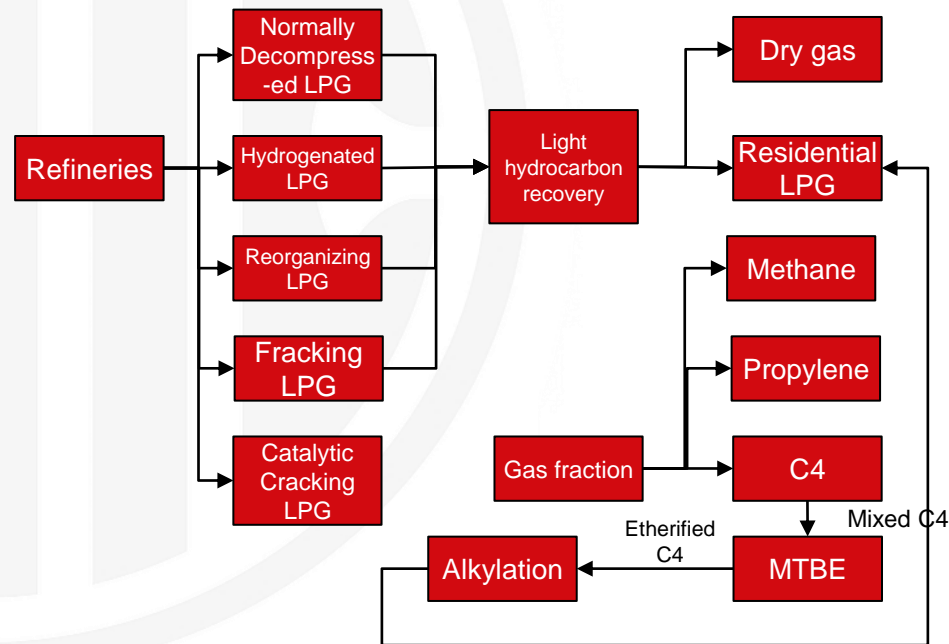 Normally
Decompress
-ed LPG
Dry gas
Refineries
Hydrogenated
LPG
Light
hydrocarbon
recovery
Residential
LPG
Reorganizing
LPG
Methane
Fracking
LPG
Propylene
Catalytic
Cracking
LPG
Gas fraction
C4
Mixed C4
Etherified
C4
Alkylation
MTBE